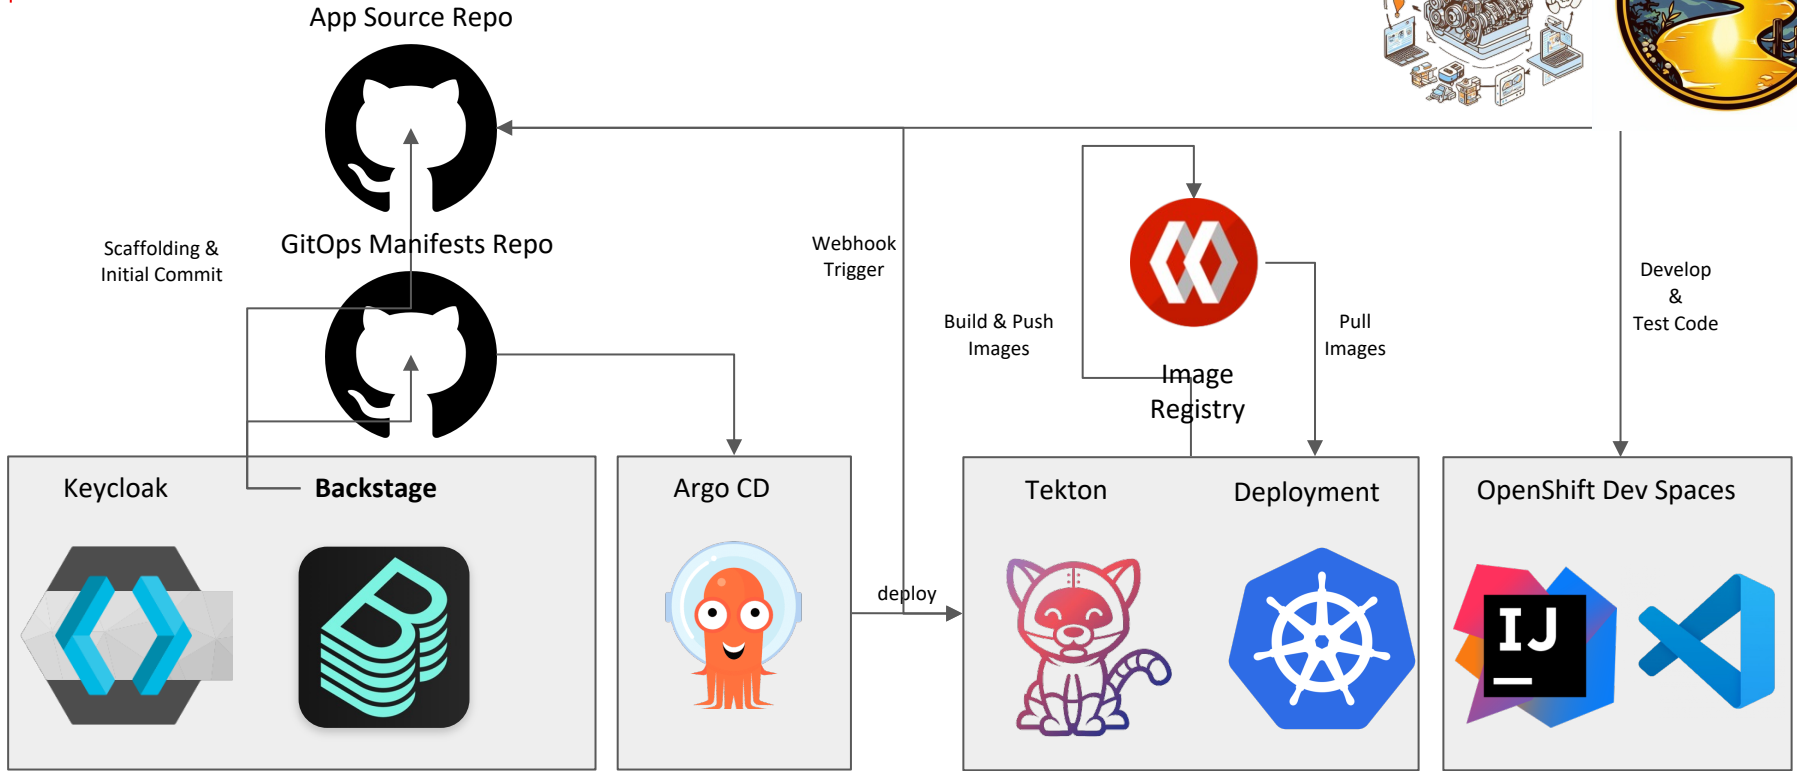 App Source Repo
Scaffolding &
Initial Commit
GitOps Manifests Repo
Webhook
Trigger
Build & Push
Images
Image
Registry
Pull
Images
Develop
&
Test Code
Keycloak
Backstage
Argo CD
deploy
Tekton
Deployment
OpenShift Dev Spaces
IJ